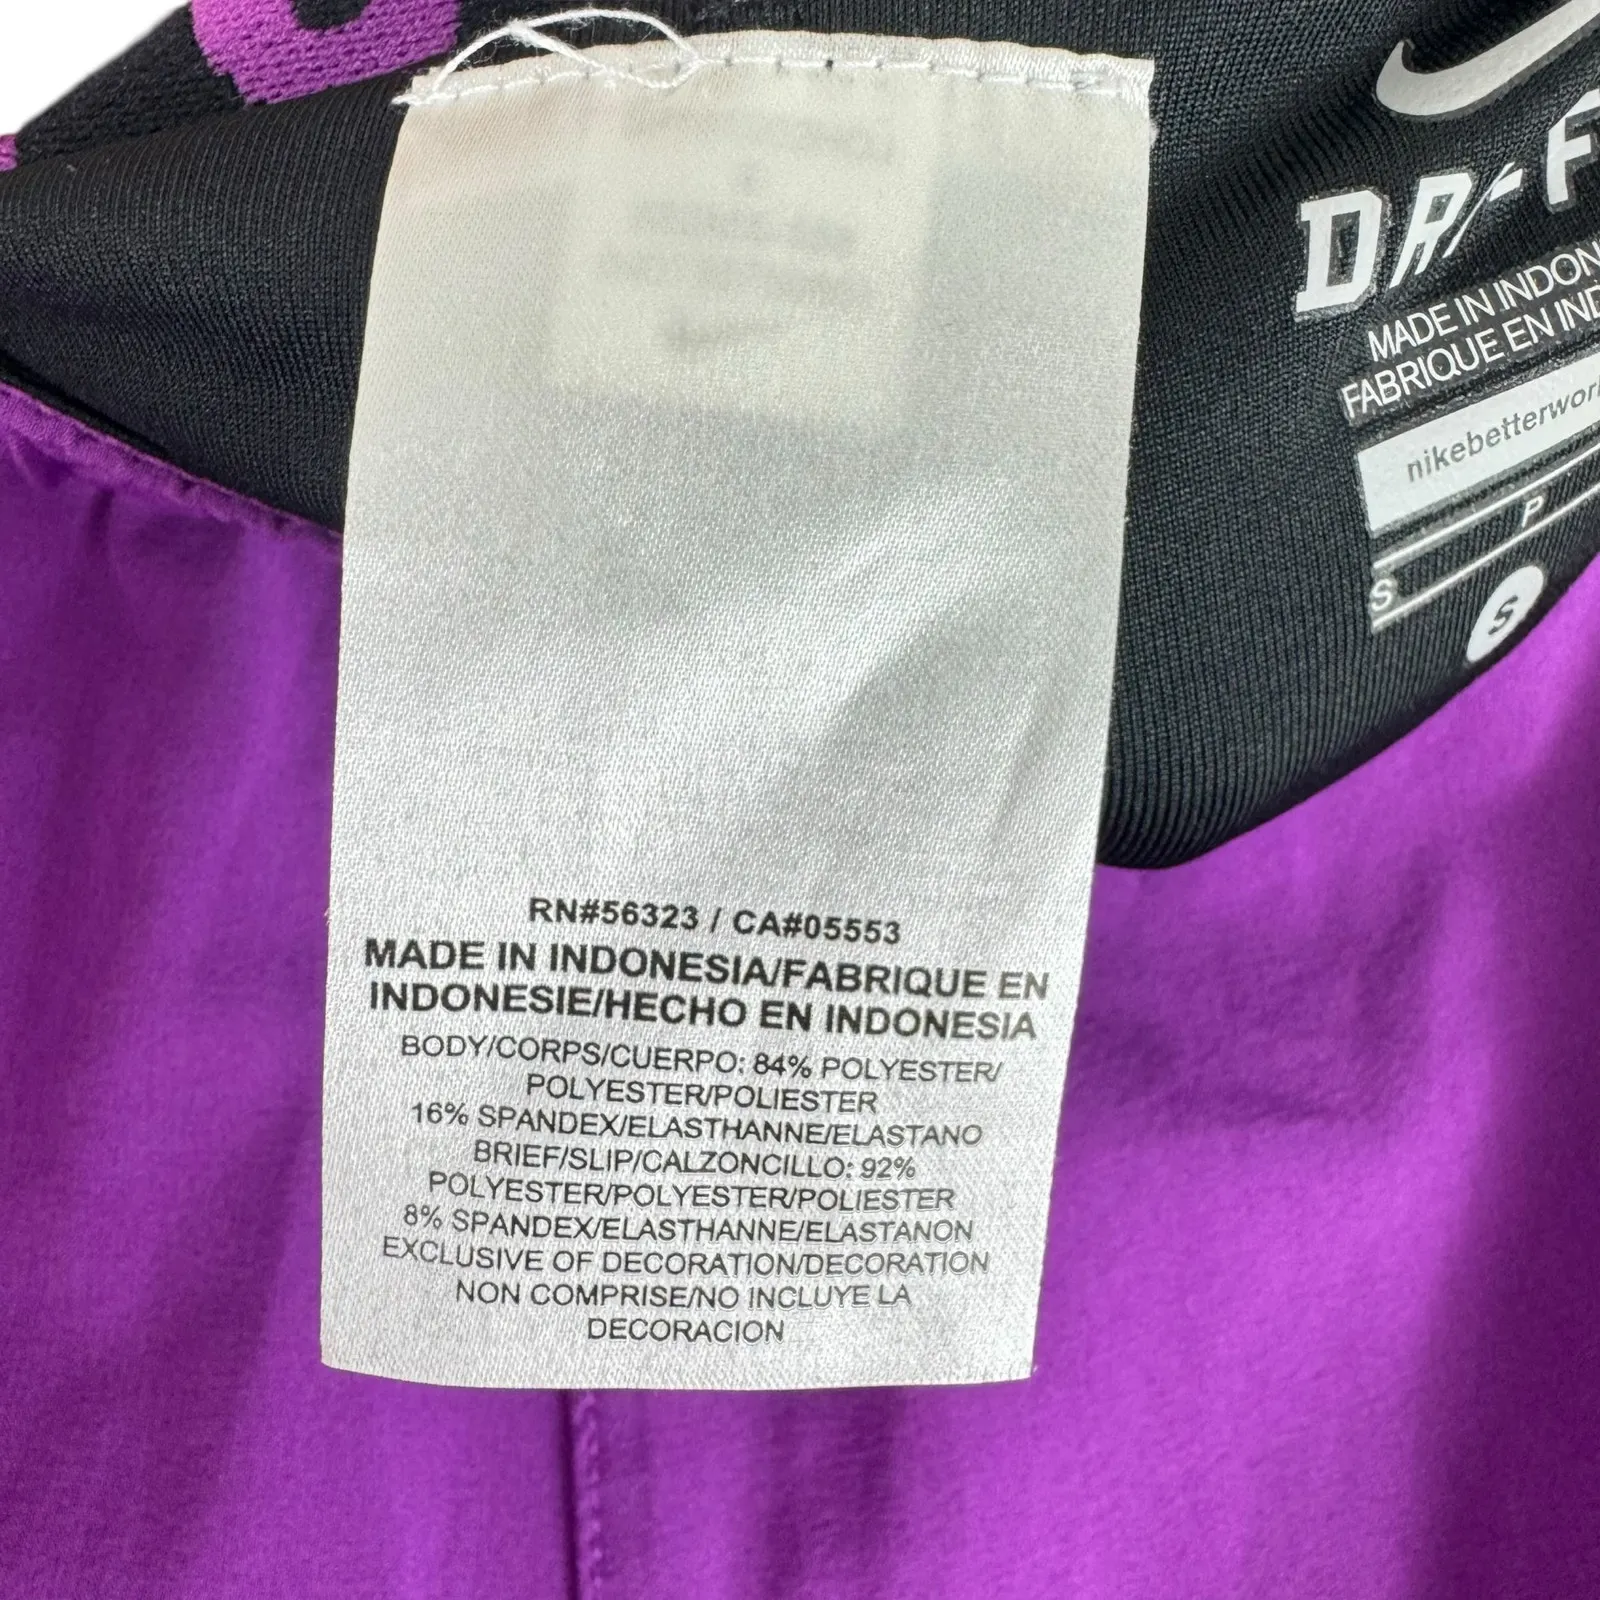 RN#56323 / CA#05553
MADE IN INDONESIA/FABRIQUE EN
INDONESIE/HECHO EN INDONESIA
BODY/CORPS/CUERPO: 84% POLYESTER/
POLYESTER/POLIESTER
16% SPANDEX/ELASTHANNE/ELASTANO
BRIEF/SLIP/CALZONCILLO: 92%
POLYESTER/POLYESTER/POLIESTER
8% SPANDEX/ELASTHANNE/ELASTANON
EXCLUSIVE OF DECORATION/DECORATION
NON COMPRISE/NO INCLUYE LA
DECORACION
DRI-F
MADE IN INDON
FABRIQUE EN IND
nikebetterwor
P
S
S